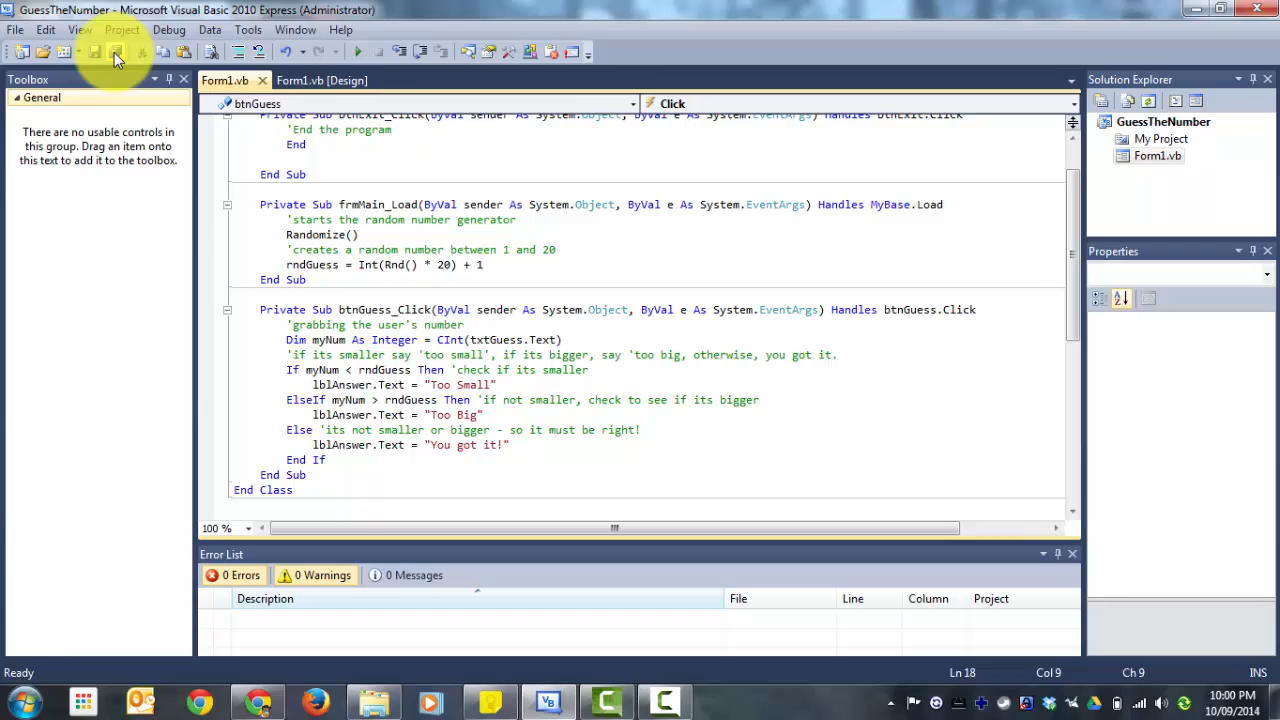 GuessTheNumber - Microsoft Visual Basic 2010 Express (Administrator)
File Edit View Project Debug Data Tools Window Help
Toolbox
General
There are no usable controls in
this group. Drag an item onto
this text to add it to the toolbox.
Form1.vb Form1.vb [Design]
btnGuess Click
Private Sub btnExit_Click(ByVal sender As System.Object, ByVal e As System.EventArgs) Handles btnExit.Click
'End the program
End
End Sub
Private Sub frmMain_Load(ByVal sender As System.Object, ByVal e As System.EventArgs) Handles MyBase.Load
'starts the random number generator
Randomize()
'creates a random number between 1 and 20
rndGuess = Int(Rnd() * 20) + 1
End Sub
Private Sub btnGuess_Click(ByVal sender As System.Object, ByVal e As System.EventArgs) Handles btnGuess.Click
'grabbing the user's number
Dim myNum As Integer = CInt(txtGuess.Text)
'if its smaller say 'too small', if its bigger, say 'too big, otherwise, you got it.
If myNum < rndGuess Then 'check if its smaller
lblAnswer.Text = "Too Small"
ElseIf myNum > rndGuess Then 'if not smaller, check to see if its bigger
lblAnswer.Text = "Too Big"
Else 'its not smaller or bigger - so it must be right!
lblAnswer.Text = "You got it!"
End If
End Sub
End Class
100 %
Error List
0 Errors 0 Warnings 0 Messages
Description File Line Column Project
Solution Explorer
GuessTheNumber
My Project
Form1.vb
Properties
Ready Ln 18 Col 9 Ch 9 INS
10:00 PM
10/09/2014